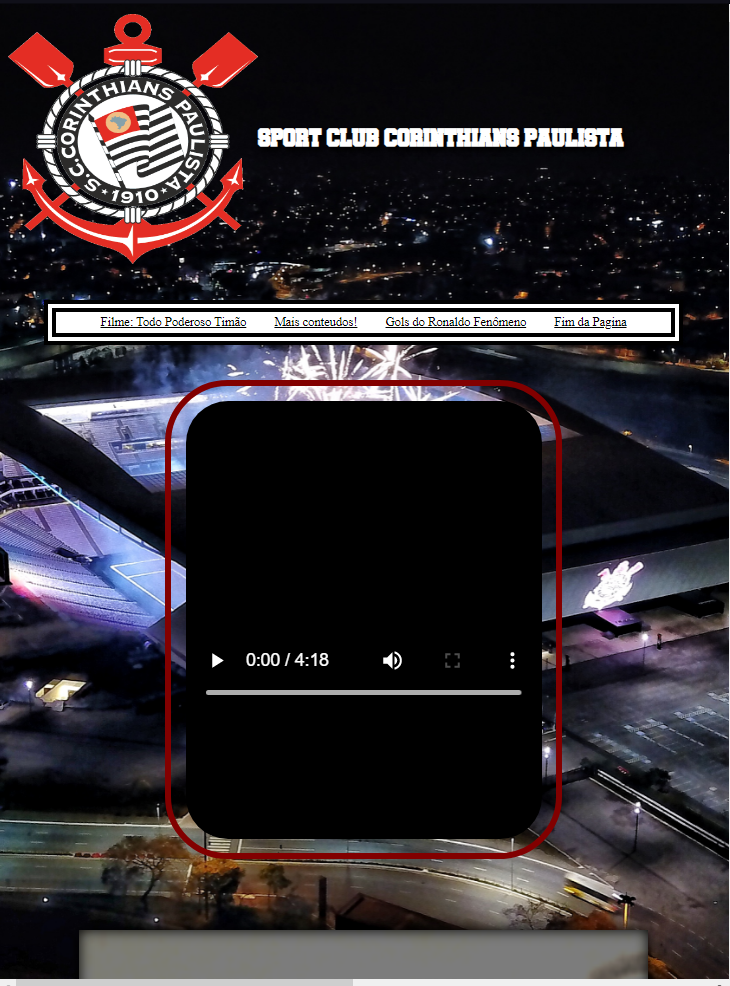 S.C.CORINTHIANS PAULISTA
1910
SPORT CLUB CORINTHIANS PAULISTA
Filme: Todo Poderoso Timão Mais conteudos! Gols do Ronaldo Fenômeno Fim da Pagina
0:00 / 4:18